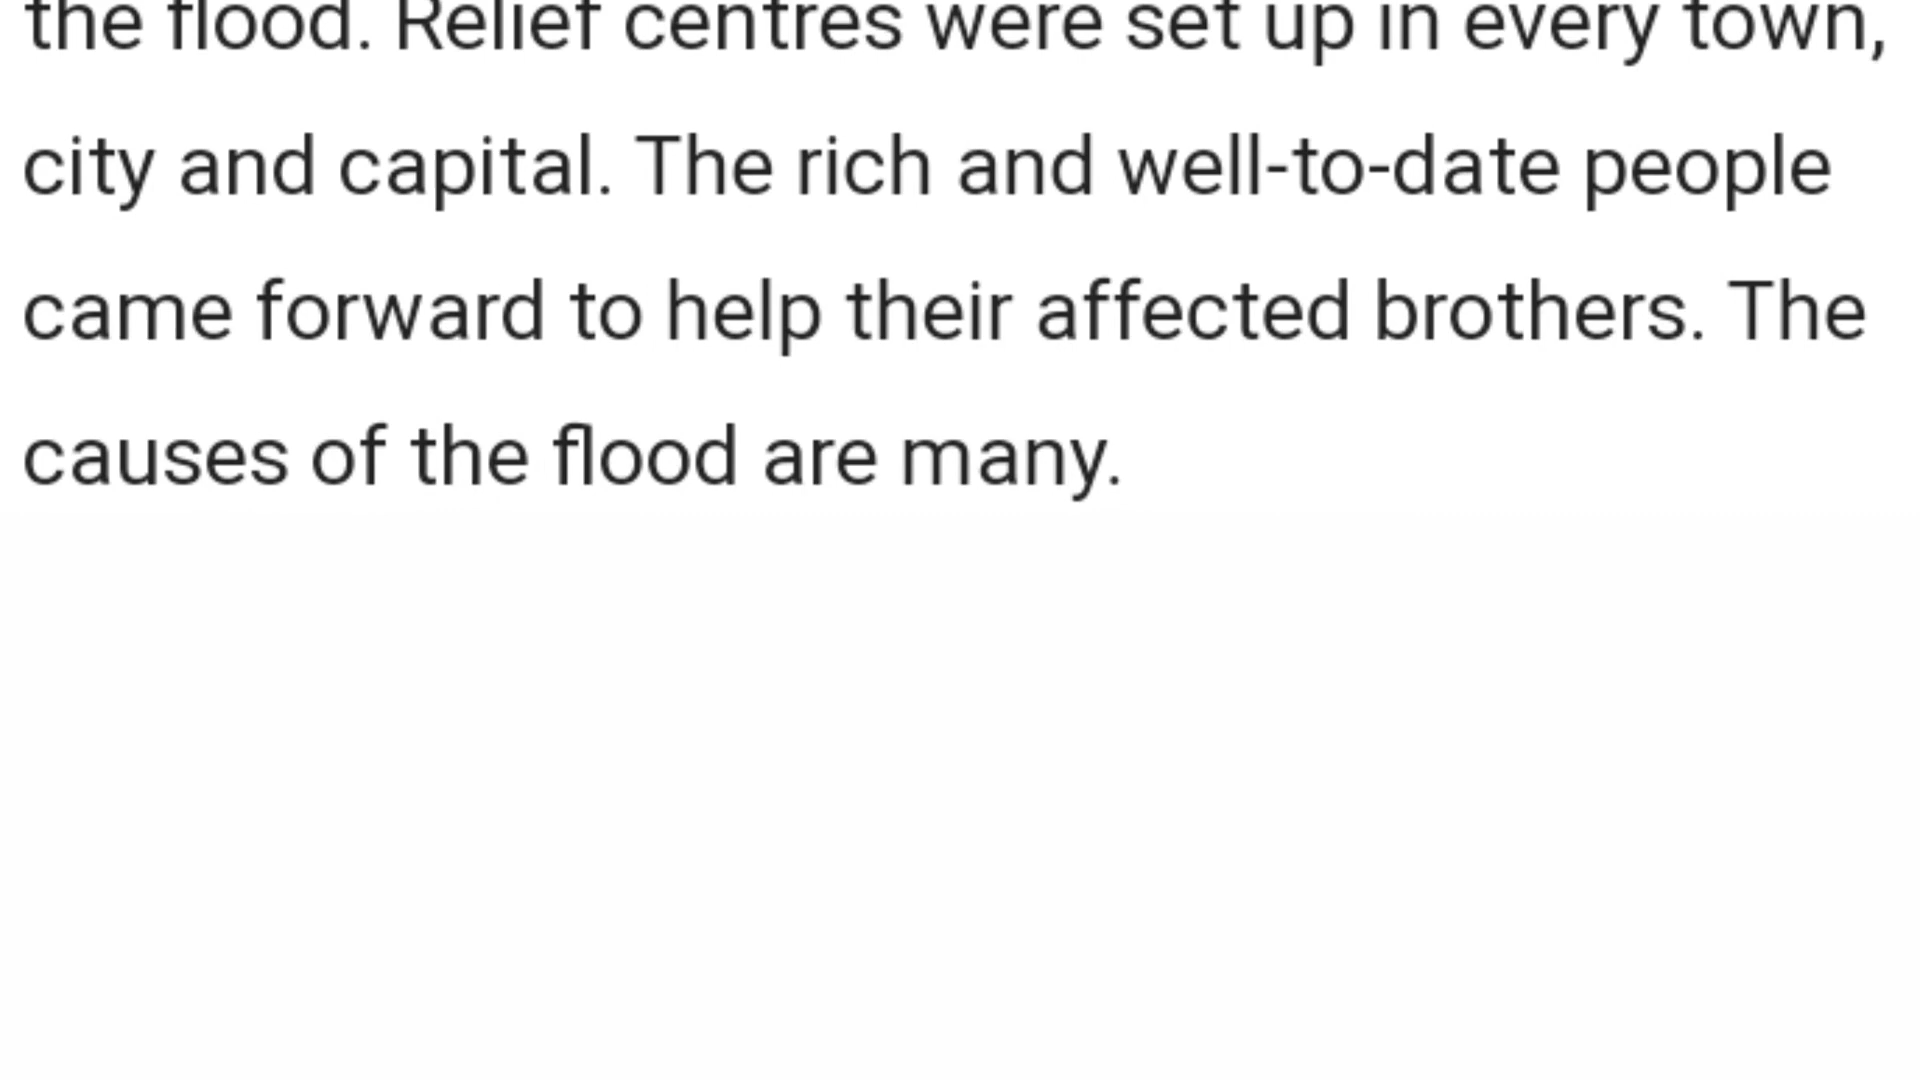 the flood. Relief centres were set up in every town,
city and capital. The rich and well-to-date people
came forward to help their affected brothers. The
causes of the flood are many.